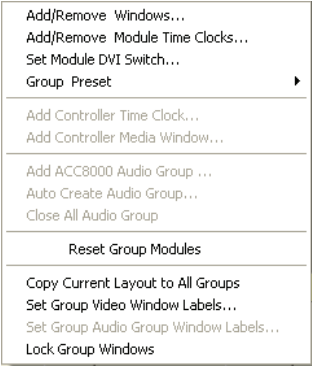 Add/Remove  Windows...
Add/Remove  Module Time Clocks...
Set Module DVI Switch...
Group  Preset
Add Controller Time Clock...
Add Controller Media Window...
Add ACC8000 Audio Group ...
Auto Create Audio Group...
Close All Audio Group
Reset Group Modules
Copy Current Layout to All Groups
Set Group Video Window Labels...
Set Group Audio Group Window Labels...
Lock Group Windows